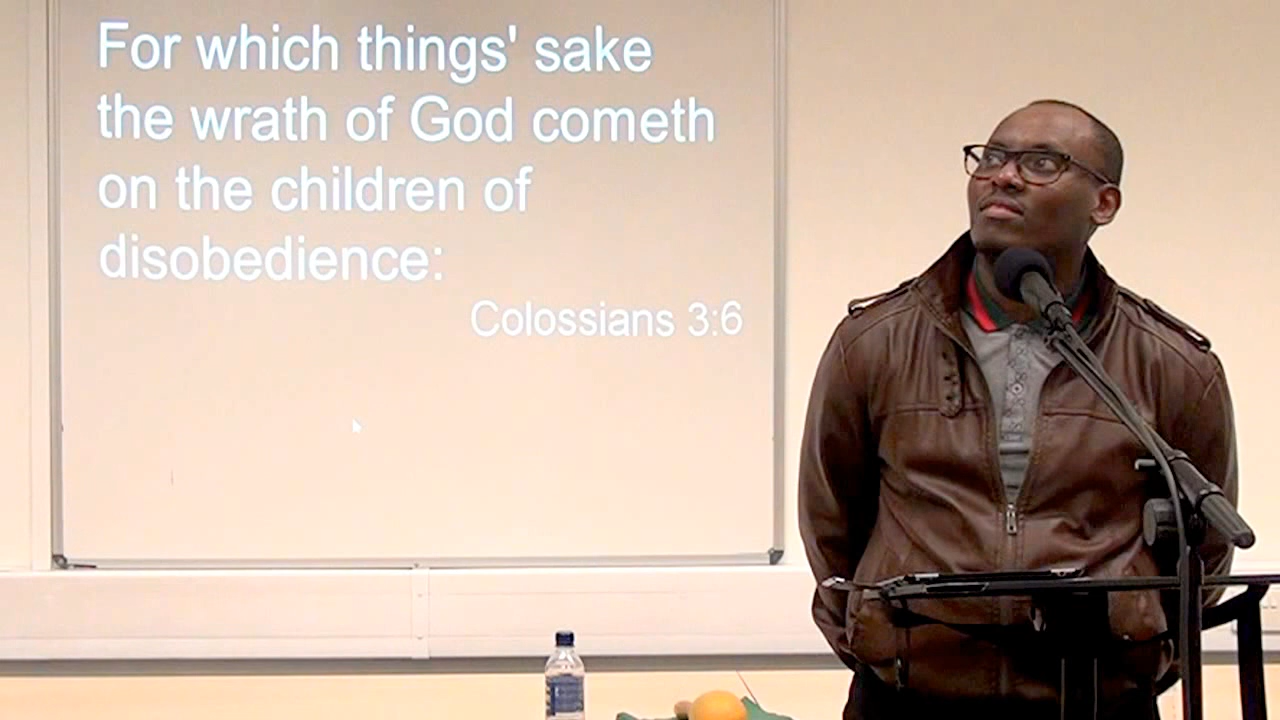 For which things' sake
the wrath of God cometh
on the children of
disobedience:
Colossians 3:6